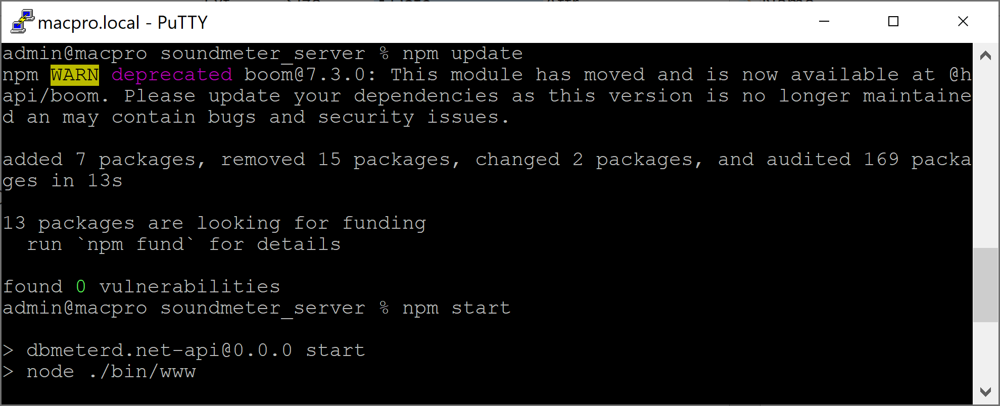 macpro.local - PuTTY
admin@macpro soundmeter_server % npm update
npm WARN deprecated boom@7.3.0: This module has moved and is now available at @h
api/boom. Please update your dependencies as this version is no longer maintaine
d an may contain bugs and security issues.
added 7 packages, removed 15 packages, changed 2 packages, and audited 169 packa
ges in 13s
13 packages are looking for funding
  run `npm fund` for details
found 0 vulnerabilities
admin@macpro soundmeter_server % npm start
> dbmeterd.net-api@0.0.0 start
> node ./bin/www